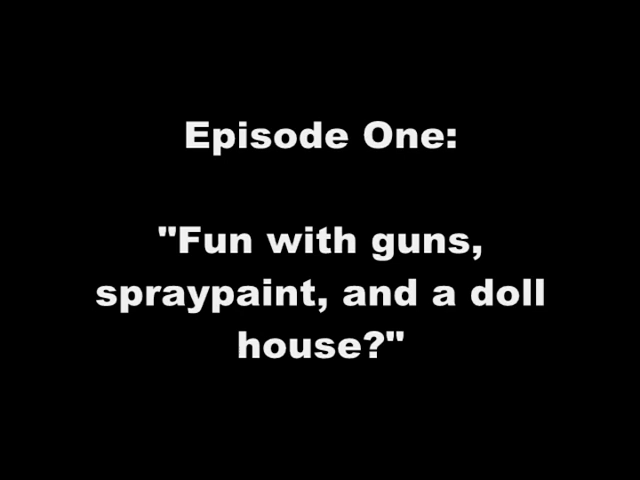 Episode One:
"Fun with guns,
spraypaint, and a doll
house?"